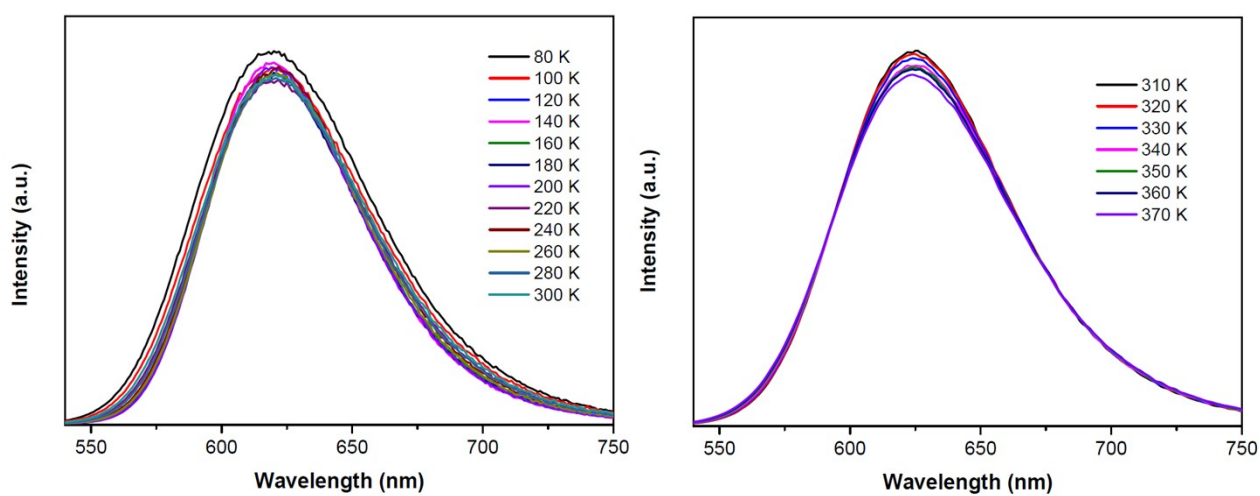 Intensity (a.u.)
80 K
100 K
120 K
140 K
160 K
180 K
200 K
220 K
240 K
260 K
280 K
300 K
550
600
650
700
750
Wavelength (nm)
Intensity (a.u.)
310 K
320 K
330 K
340 K
350 K
360 K
370 K
550
600
650
700
750
Wavelength (nm)